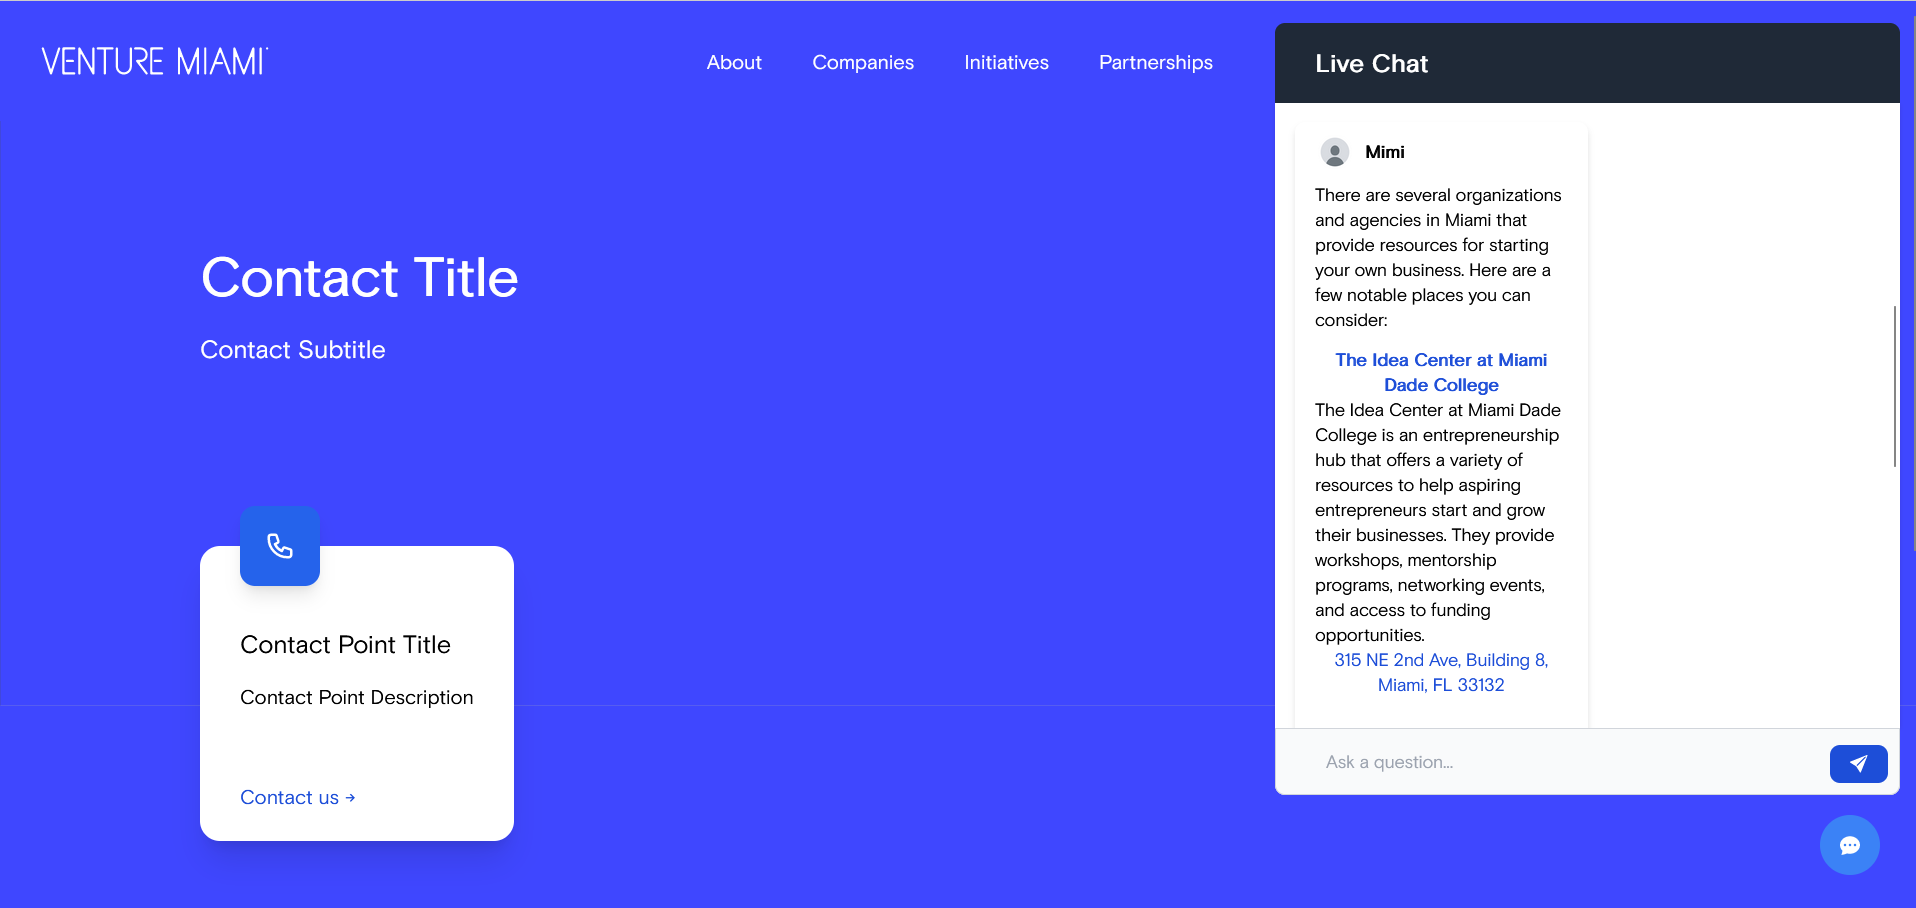 VENTURE MIAMI
About
Companies
Initiatives
Partnerships
Live Chat
Mimi
There are several organizations
and agencies in Miami that
provide resources for starting
your own business. Here are a
few notable places you can
consider:
The Idea Center at Miami
Dade College
The Idea Center at Miami Dade
College is an entrepreneurship
hub that offers a variety of
resources to help aspiring
entrepreneurs start and grow
their businesses. They provide
workshops, mentorship
programs, networking events,
and access to funding
opportunities.
315 NE 2nd Ave, Building 8,
Miami, FL 33132
Ask a question...
Contact Title
Contact Subtitle
Contact Point Title
Contact Point Description
Contact us →